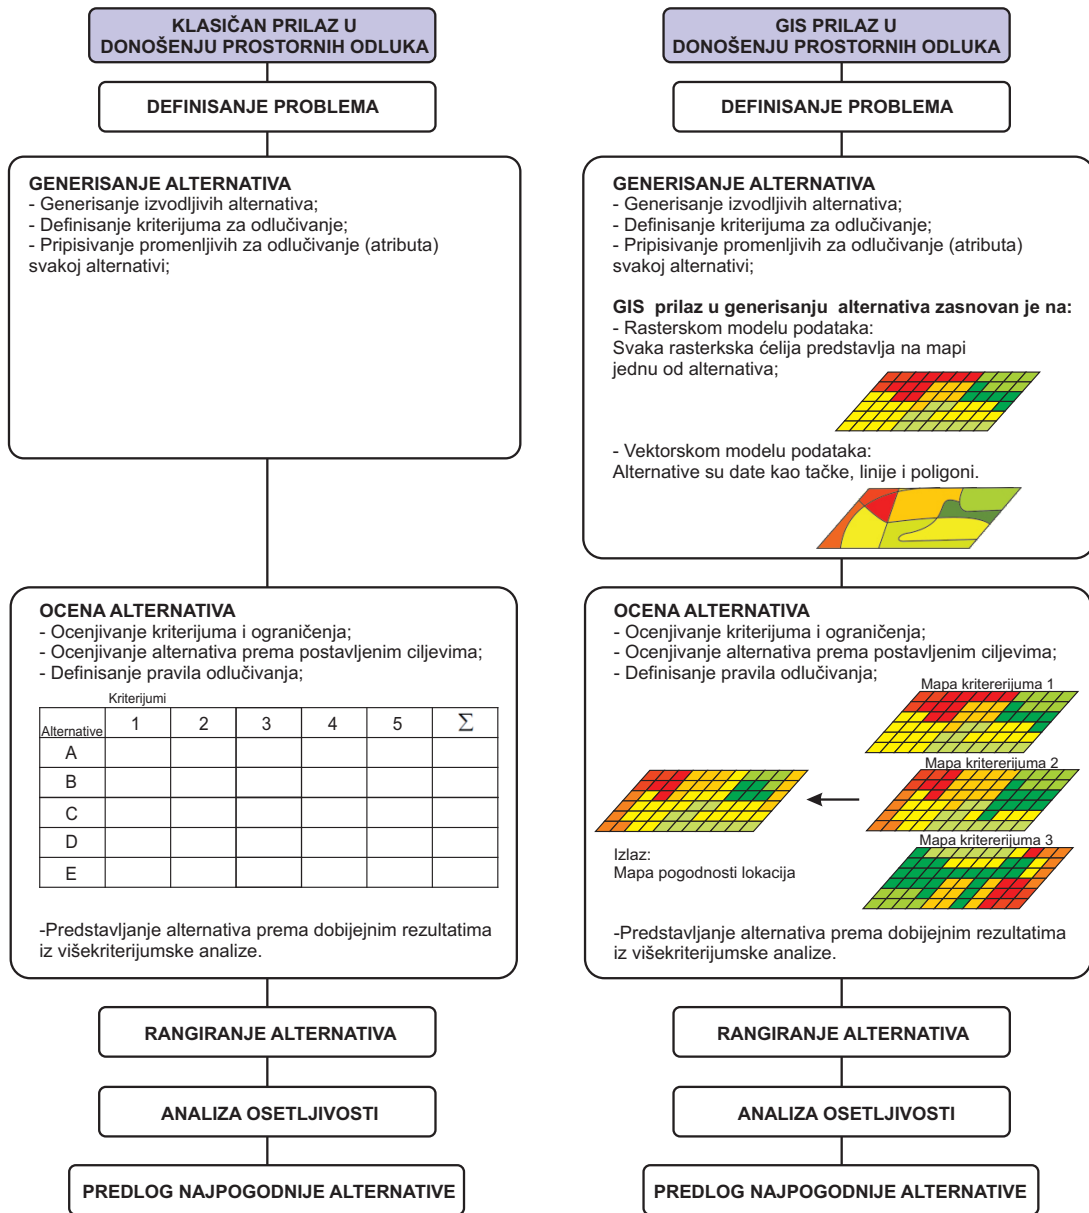 KLASIČAN PRILAZ U
DONOŠENJU PROSTORNIH ODLUKA
DEFINISANJE PROBLEMA
GENERISANJE ALTERNATIVA
- Generisanje izvodljivih alternativa;
- Definisanje kriterijuma za odlučivanje;
- Pripisivanje promenljivih za odlučivanje (atributa)
svakoj alternativi;
OCENA ALTERNATIVA
- Ocenjivanje kriterijuma i ograničenja;
- Ocenjivanje alternativa prema postavljenim ciljevima;
- Definisanje pravila odlučivanja;
Kriterijumi
Alternative 1 2 3 4 5 Σ
A
B
C
D
E
-Predstavljanje alternativa prema dobijejnim rezultatima
iz višekriterijumske analize.
RANGIRANJE ALTERNATIVA
ANALIZA OSETLJIVOSTI
PREDLOG NAJPOGODNIJE ALTERNATIVE
GIS PRILAZ U
DONOŠENJU PROSTORNIH ODLUKA
DEFINISANJE PROBLEMA
GENERISANJE ALTERNATIVA
- Generisanje izvodljivih alternativa;
- Definisanje kriterijuma za odlučivanje;
- Pripisivanje promenljivih za odlučivanje (atributa)
svakoj alternativi;
GIS prilaz u generisanju alternativa zasnovan je na:
- Rasterskom modelu podataka:
Svaka rasterkska ćelija predstavlja na mapi
jednu od alternativa;
- Vektorskom modelu podataka:
Alternative su date kao tačke, linije i poligoni.
OCENA ALTERNATIVA
- Ocenjivanje kriterijuma i ograničenja;
- Ocenjivanje alternativa prema postavljenim ciljevima;
- Definisanje pravila odlučivanja;
Mapa kritererijuma 1
Mapa kritererijuma 2
Mapa kritererijuma 3
Izlaz:
Mapa pogodnosti lokacija
-Predstavljanje alternativa prema dobijejnim rezultatima
iz višekriterijumske analize.
RANGIRANJE ALTERNATIVA
ANALIZA OSETLJIVOSTI
PREDLOG NAJPOGODNIJE ALTERNATIVE